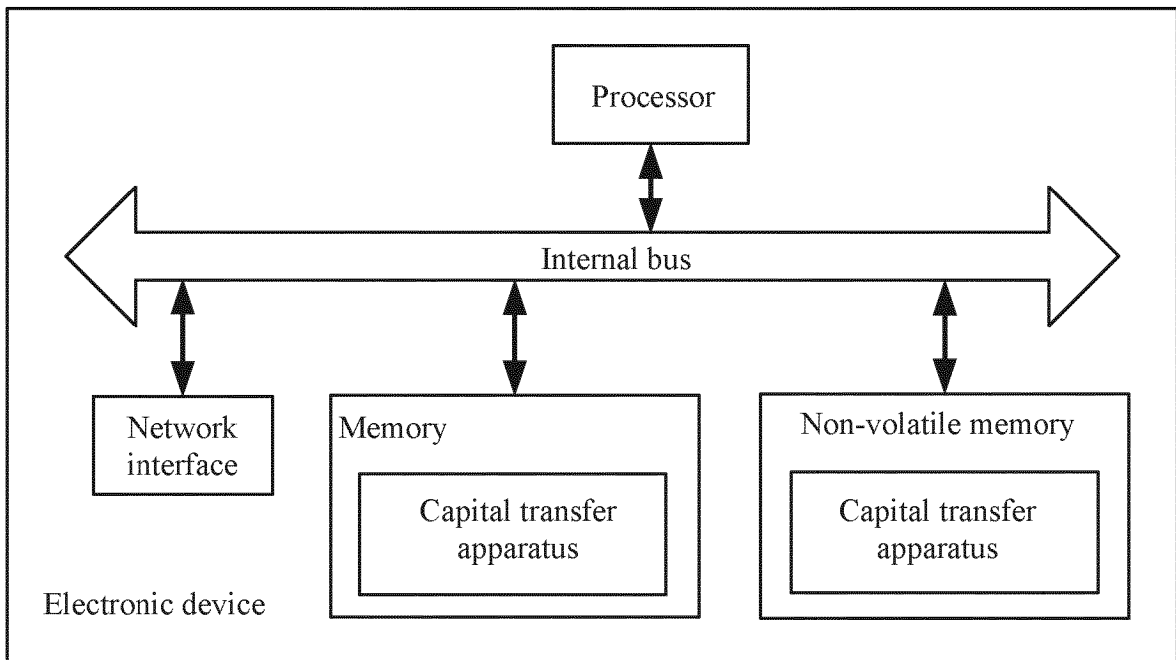 Processor
Internal bus
Network
interface
Memory
Capital transfer
apparatus
Non-volatile memory
Capital transfer
apparatus
Electronic device